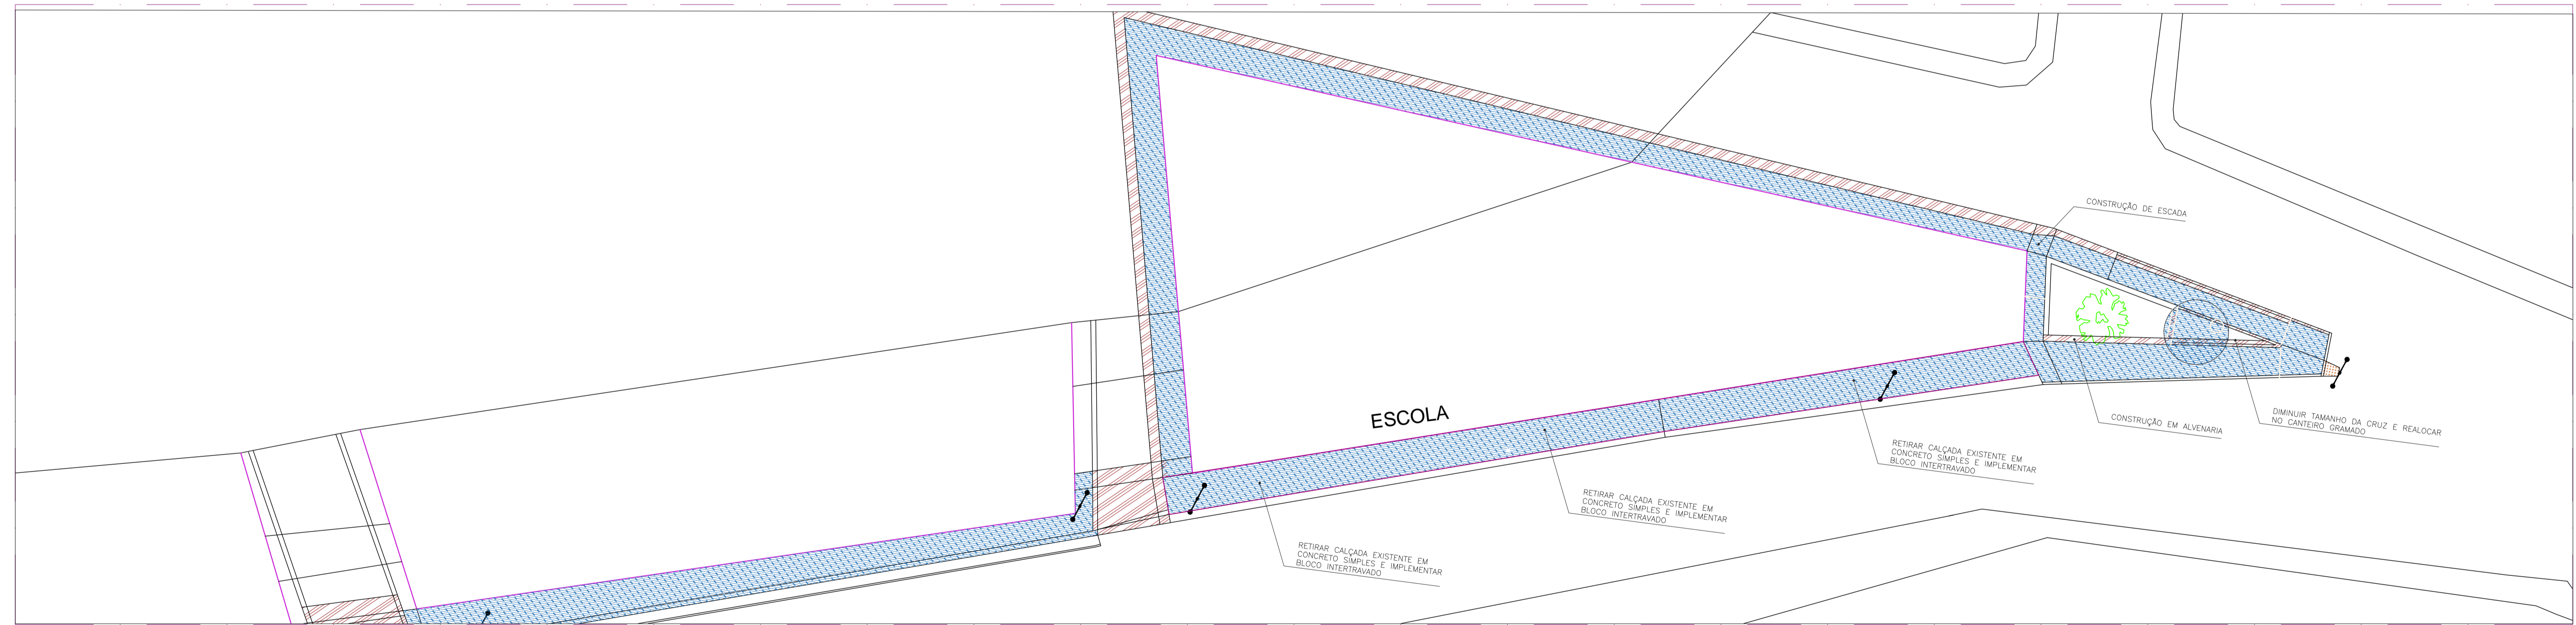 CONSTRUÇÃO DE ESCADA
ESCOLA
CONSTRUÇÃO EM ALVENARIA
DIMINUIR TAMANHO DA CRUZ E REALOCAR
NO CANTEIRO GRAMADO
RETIRAR CALÇADA EXISTENTE EM
CONCRETO SIMPLES E IMPLEMENTAR
BLOCO INTERTRAVADO
RETIRAR CALÇADA EXISTENTE EM
CONCRETO SIMPLES E IMPLEMENTAR
BLOCO INTERTRAVADO
RETIRAR CALÇADA EXISTENTE EM
CONCRETO SIMPLES E IMPLEMENTAR
BLOCO INTERTRAVADO